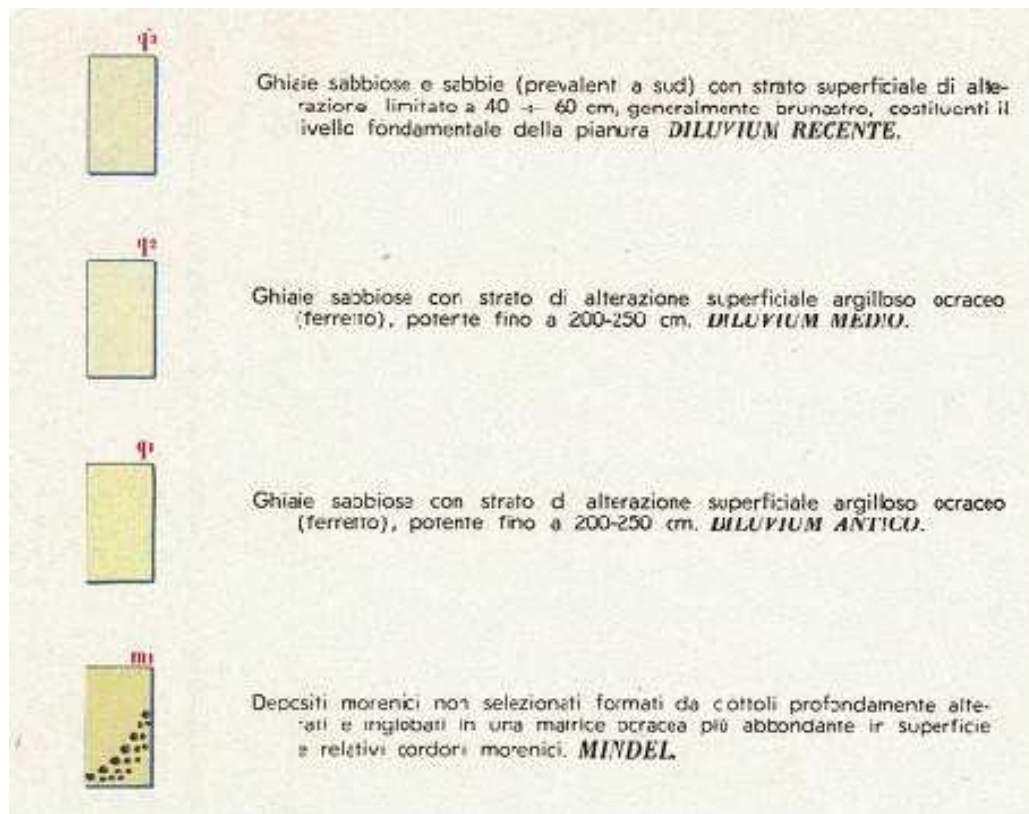 q3
Ghiaie sabbiose e sabbie (prevalenti a sud) con strato superficiale di alte-
razione limitato a 40 ÷ 60 cm, generalmente brunastro, costituenti il
livello fondamentale della pianura DILUVIUM RECENTE.
q2
Ghiaie sabbiose con strato di alterazione superficiale argilloso ocraceo
(ferretto), potente fino a 200-250 cm. DILUVIUM MEDIO.
q1
Ghiaie sabbiose con strato di alterazione superficiale argilloso ocraceo
(ferretto), potente fino a 200-250 cm. DILUVIUM ANTICO.
m1
Depositi morenici non selezionati formati da ciottoli profondamente alte-
rati e inglobati in una matrice ocracea più abbondante in superficie
e relativi cordoni morenici. MINDEL.